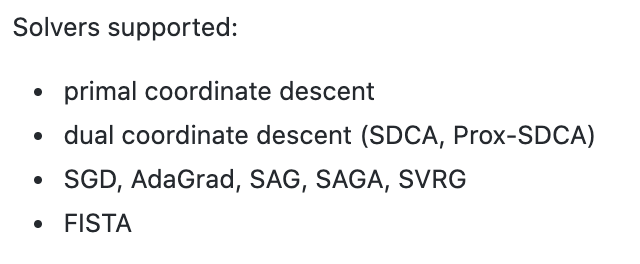 Solvers supported:
• primal coordinate descent
• dual coordinate descent (SDCA, Prox-SDCA)
• SGD, AdaGrad, SAG, SAGA, SVRG
• FISTA